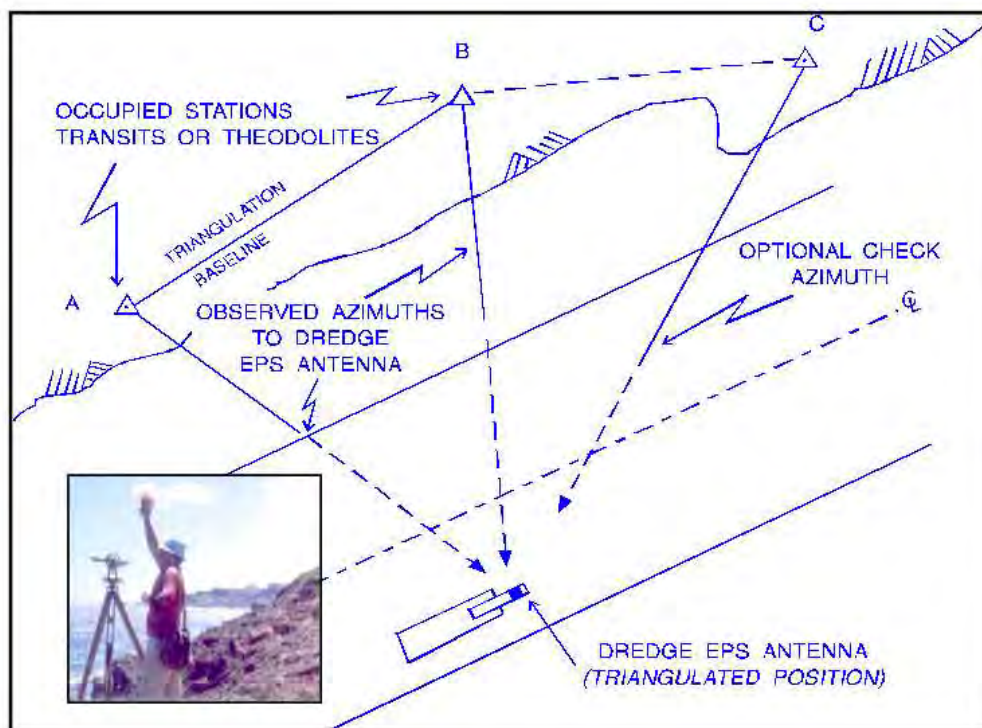 C
B
OCCUPIED STATIONS
TRANSITS OR THEODOLITES
TRIANGULATION
BASELINE
A
OBSERVED AZIMUTHS
TO DREDGE
EPS ANTENNA
OPTIONAL CHECK
AZIMUTH
℄
DREDGE EPS ANTENNA
(TRIANGULATED POSITION)